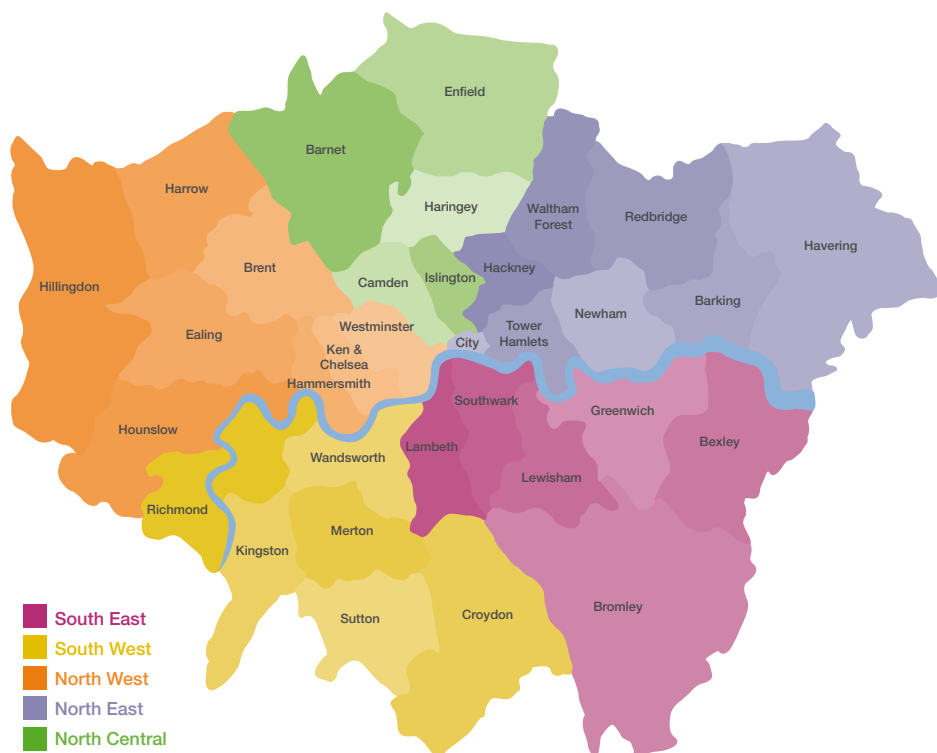 Enfield
Barnet
Harrow
Haringey
Waltham
Forest
Redbridge
Havering
Brent
Hackney
Islington
Camden
Hillingdon
Barking
Newham
Westminster
Tower
Hamlets
Ealing
City
Ken &
Chelsea
Hammersmith
Southwark
Greenwich
Hounslow
Bexley
Lambeth
Wandsworth
Lewisham
Richmond
Merton
Kingston
Bromley
Croydon
Sutton
South East
South West
North West
North East
North Central